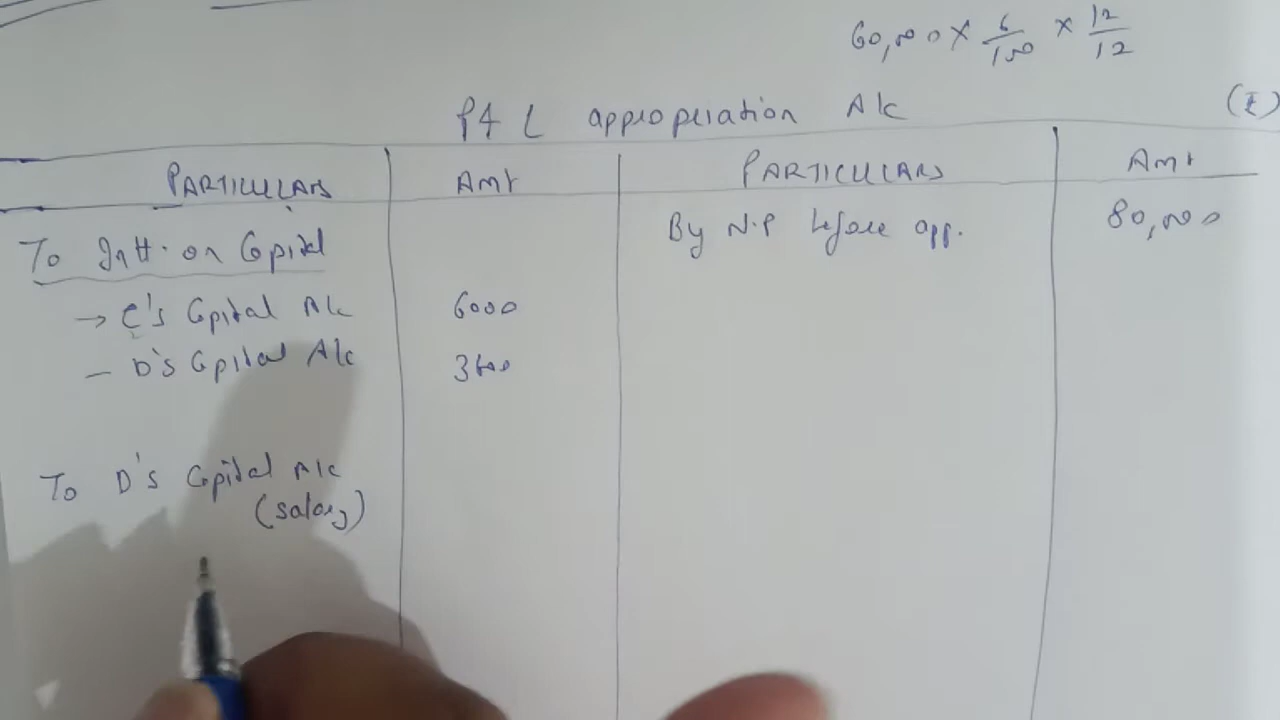 60,000 × 6/100 × 12/12
P & L appropriation A/c (₹)
PARTICULARS Amt PARTICULARS Amt
To Intt. on Capital By N.P before app. 80,000
→ C's Capital A/c 6000
– D's Capital A/c 3600
To D's Capital A/c
(Salary)